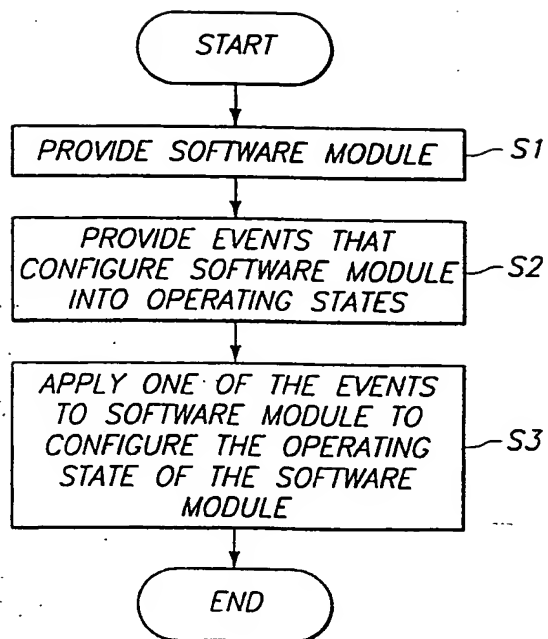 START
PROVIDE SOFTWARE MODULE
S1
PROVIDE EVENTS THAT
CONFIGURE SOFTWARE MODULE
INTO OPERATING STATES
S2
APPLY ONE OF THE EVENTS
TO SOFTWARE MODULE TO
CONFIGURE THE OPERATING
STATE OF THE SOFTWARE
MODULE
S3
END